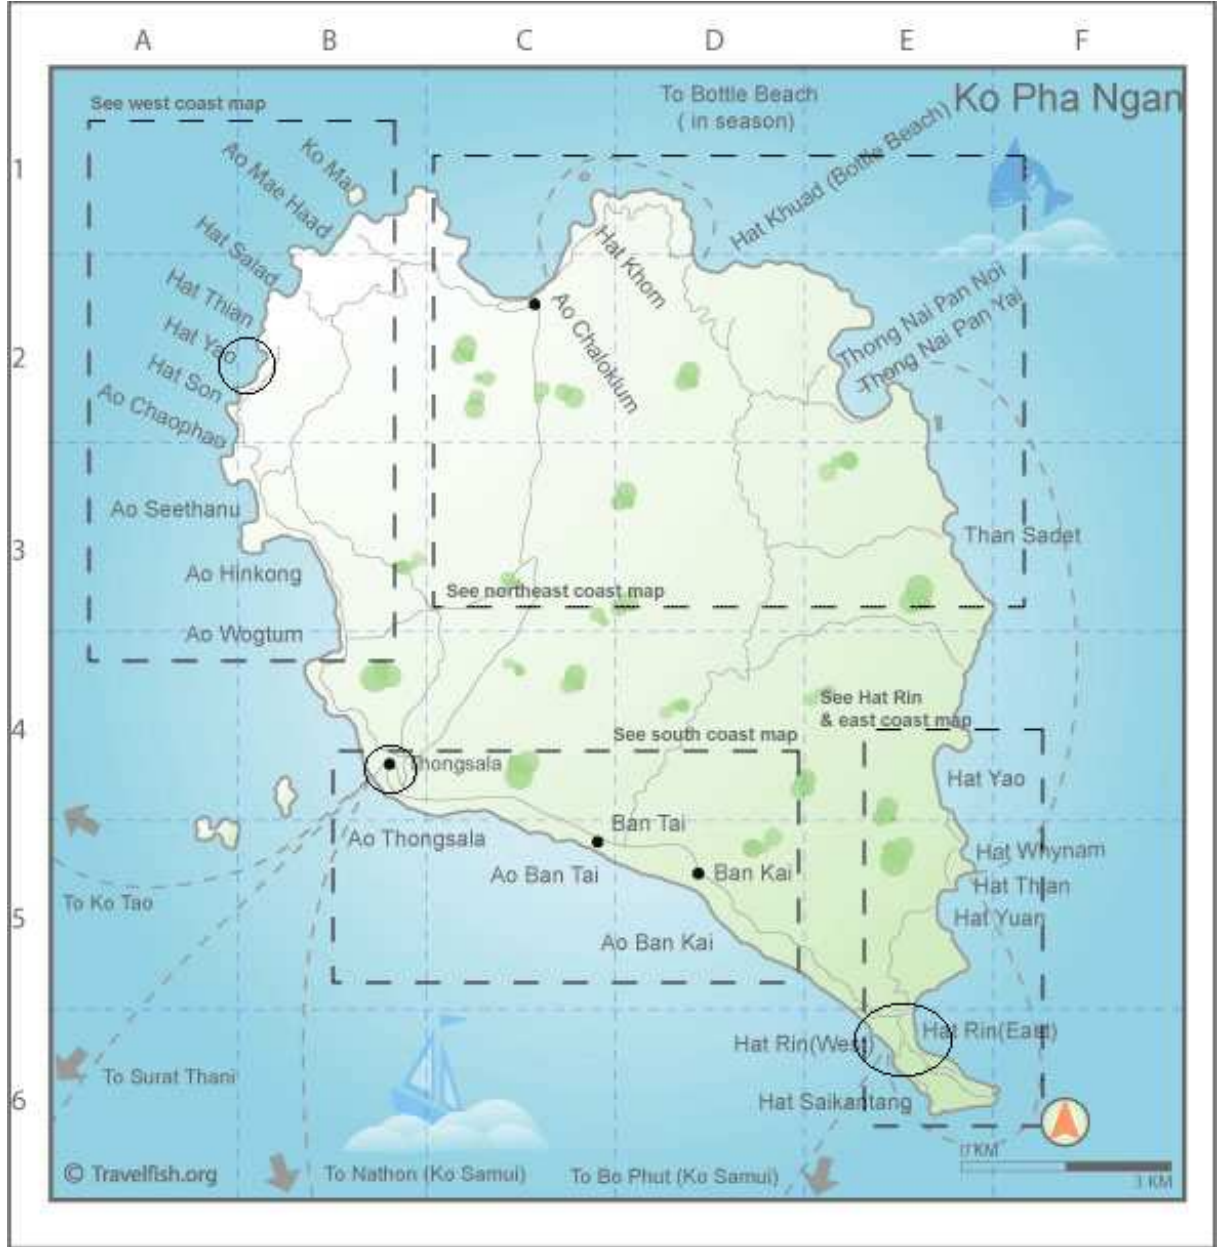 A B C D E F
To Bottle Beach
( in season)
Ko Pha Ngan
See west coast map
1
Ko Ma
Ao Mae Haad
Hat Khuad (Bottle Beach)
Hat Salad
Hat Khom
Hat Thian
Thong Nai Pan Noi
Thong Nai Pan Yai
Ao Chaloklum
2
Hat Yao
Hat Son
Ao Chaophao
Ao Seethanu
Than Sadet
3
Ao Hinkong
See northeast coast map
Ao Wogtum
See Hat Rin
& east coast map
4
See south coast map
Thongsala
Hat Yao
Ban Tai
Ao Thongsala
Hat Whynam
Ao Ban Tai
Ban Kai
Hat Thian
To Ko Tao
5
Hat Yuan
Ao Ban Kai
Hat Rin(East)
Hat Rin(West)
To Surat Thani
6
Hat Saikantang
0 KM
© Travelfish.org
To Nathon (Ko Samui)
To Bo Phut (Ko Samui)
3 KM